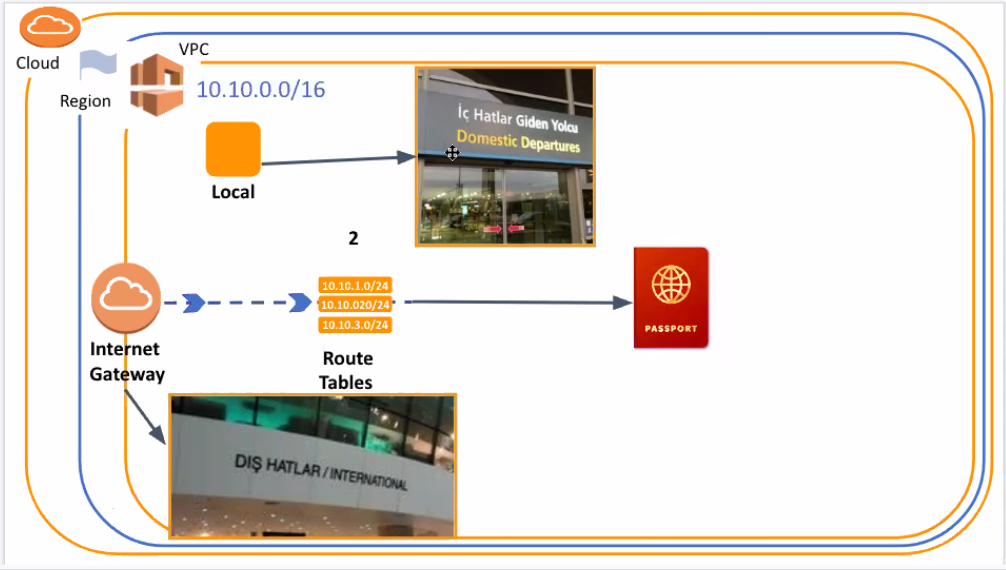 Cloud
VPC
Region
10.10.0.0/16
Local
İç Hatlar Giden Yolcu
Domestic Departures
2
10.10.1.0/24
10.10.020/24
10.10.3.0/24
PASSPORT
Internet
Gateway
Route
Tables
DIŞ HATLAR / INTERNATIONAL